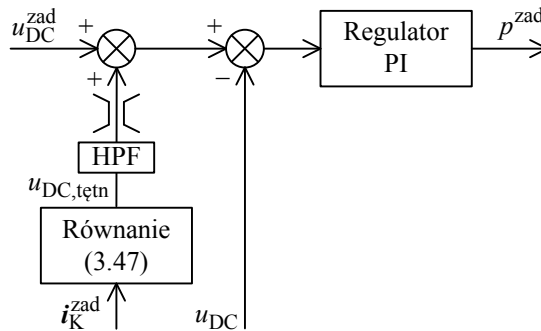 u_DC^zad
+
+
+
−
Regulator
PI
p^zad
HPF
u_DC,tętn
Równanie
(3.47)
i_K^zad
u_DC